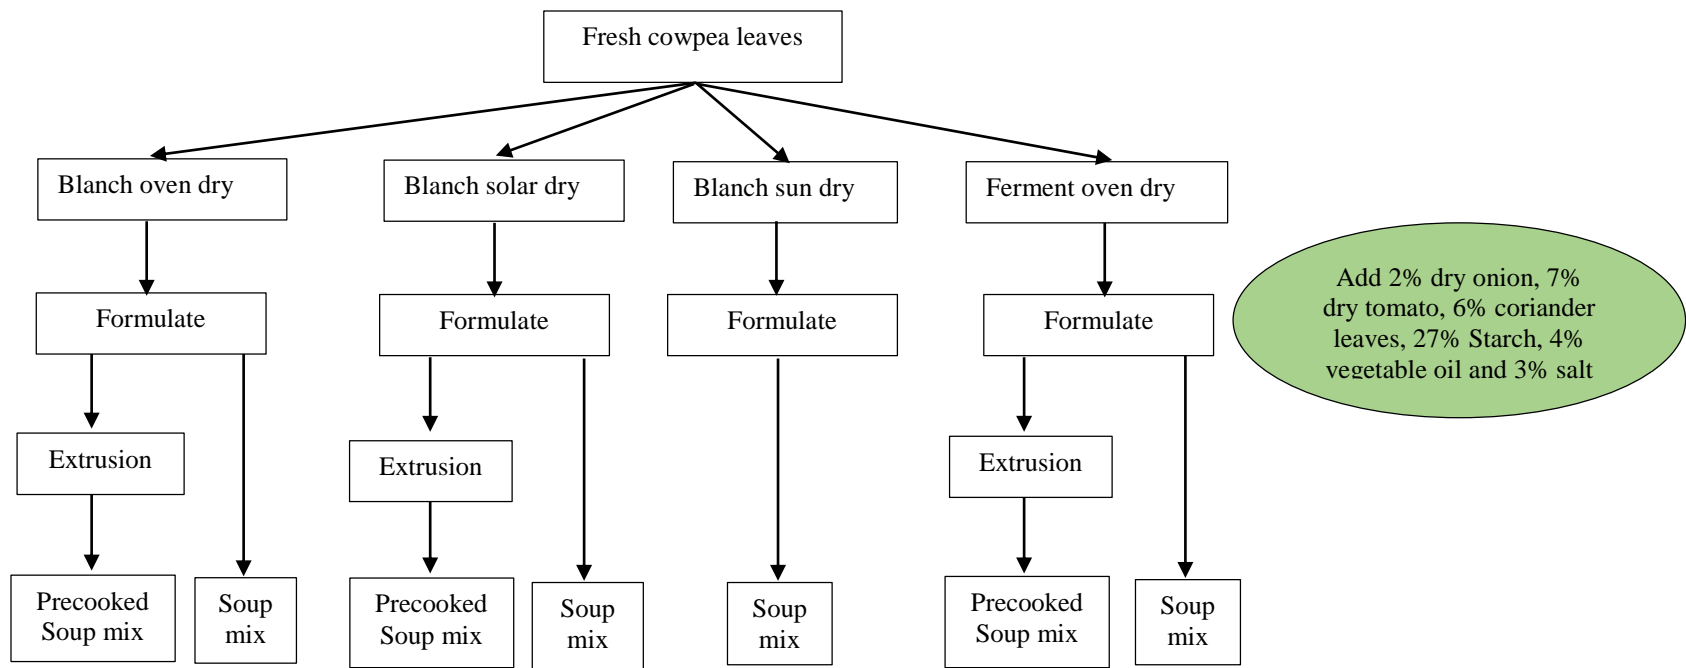 Fresh cowpea leaves
Blanch oven dry
Blanch solar dry
Blanch sun dry
Ferment oven dry
Formulate
Formulate
Formulate
Formulate
Add 2% dry onion, 7%
dry tomato, 6% coriander
leaves, 27% Starch, 4%
vegetable oil and 3% salt
Extrusion
Extrusion
Extrusion
Precooked
Soup mix
Soup
mix
Precooked
Soup mix
Soup
mix
Soup
mix
Precooked
Soup mix
Soup
mix